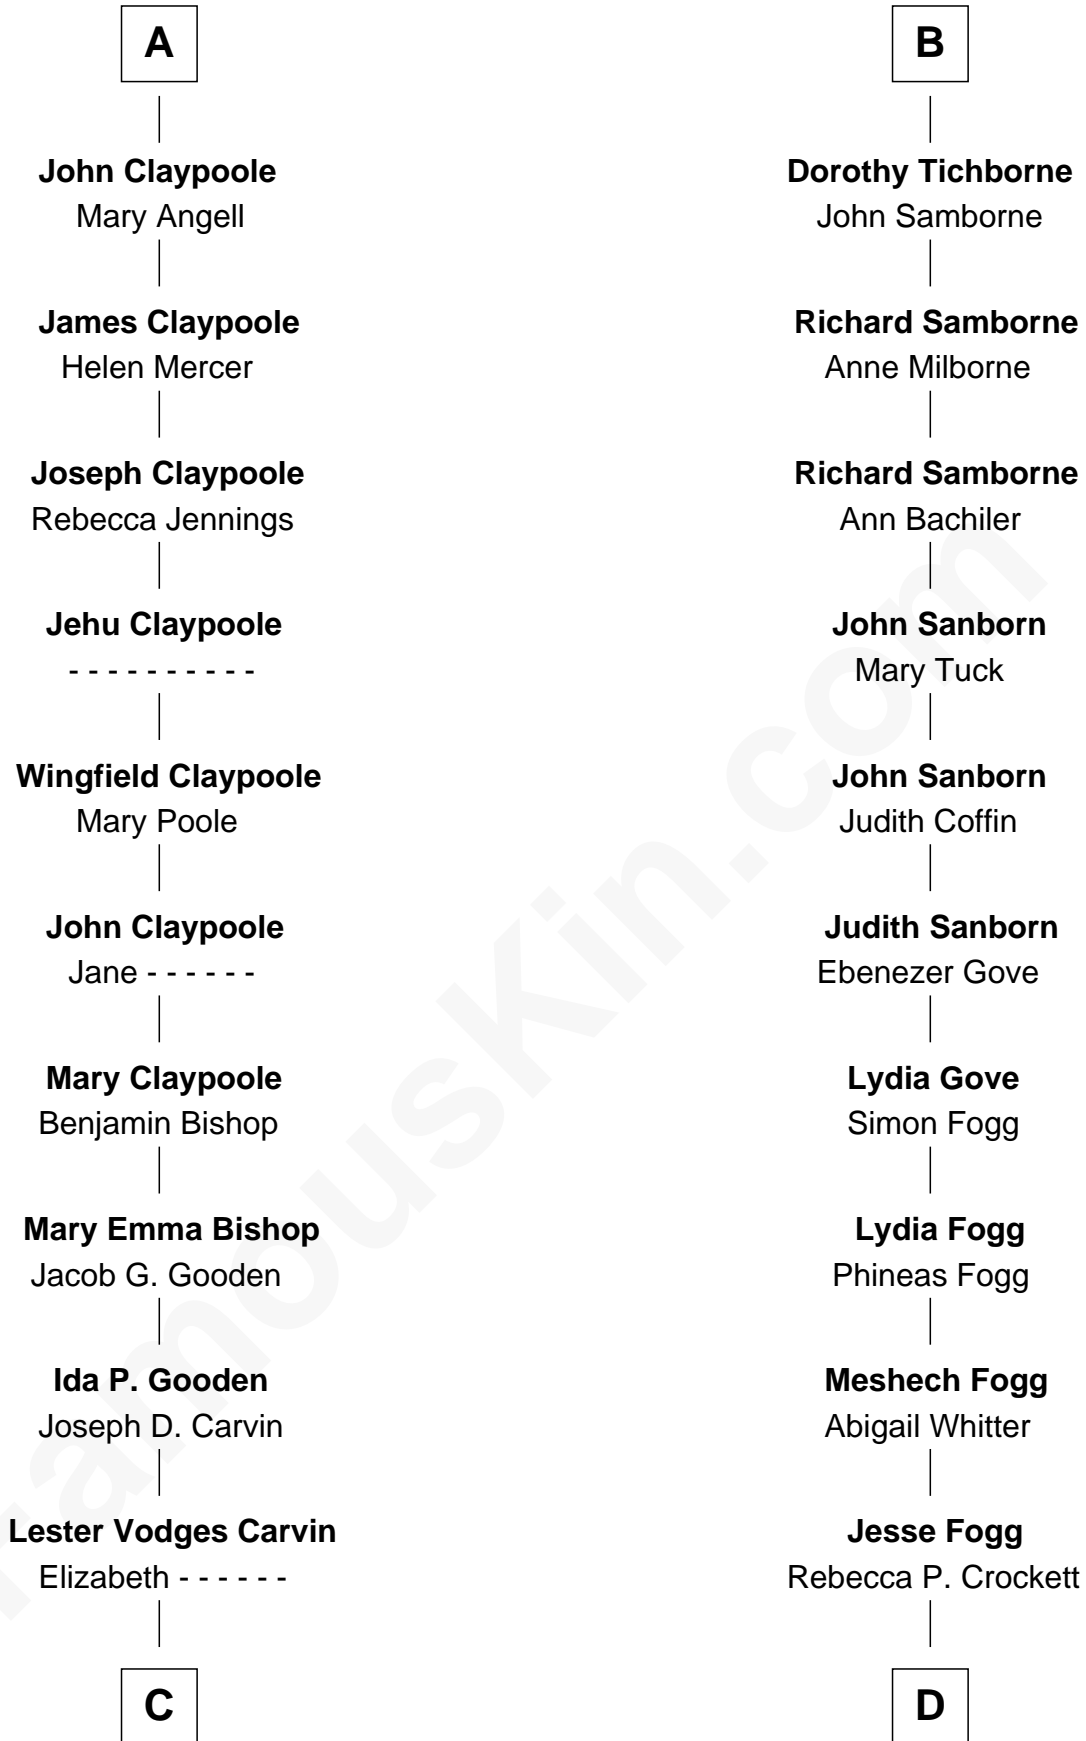 A
John Claypoole
Mary Angell
James Claypoole
Helen Mercer
Joseph Claypoole
Rebecca Jennings
Jehu Claypoole
- - - - - - - - - -
Wingfield Claypoole
Mary Poole
John Claypoole
Jane - - - - - -
Mary Claypoole
Benjamin Bishop
Mary Emma Bishop
Jacob G. Gooden
Ida P. Gooden
Joseph D. Carvin
Lester Vodges Carvin
Elizabeth - - - - - -
C
B
Dorothy Tichborne
John Samborne
Richard Samborne
Anne Milborne
Richard Samborne
Ann Bachiler
John Sanborn
Mary Tuck
John Sanborn
Judith Coffin
Judith Sanborn
Ebenezer Gove
Lydia Gove
Simon Fogg
Lydia Fogg
Phineas Fogg
Meshech Fogg
Abigail Whitter
Jesse Fogg
Rebecca P. Crockett
D
FamousKin.com